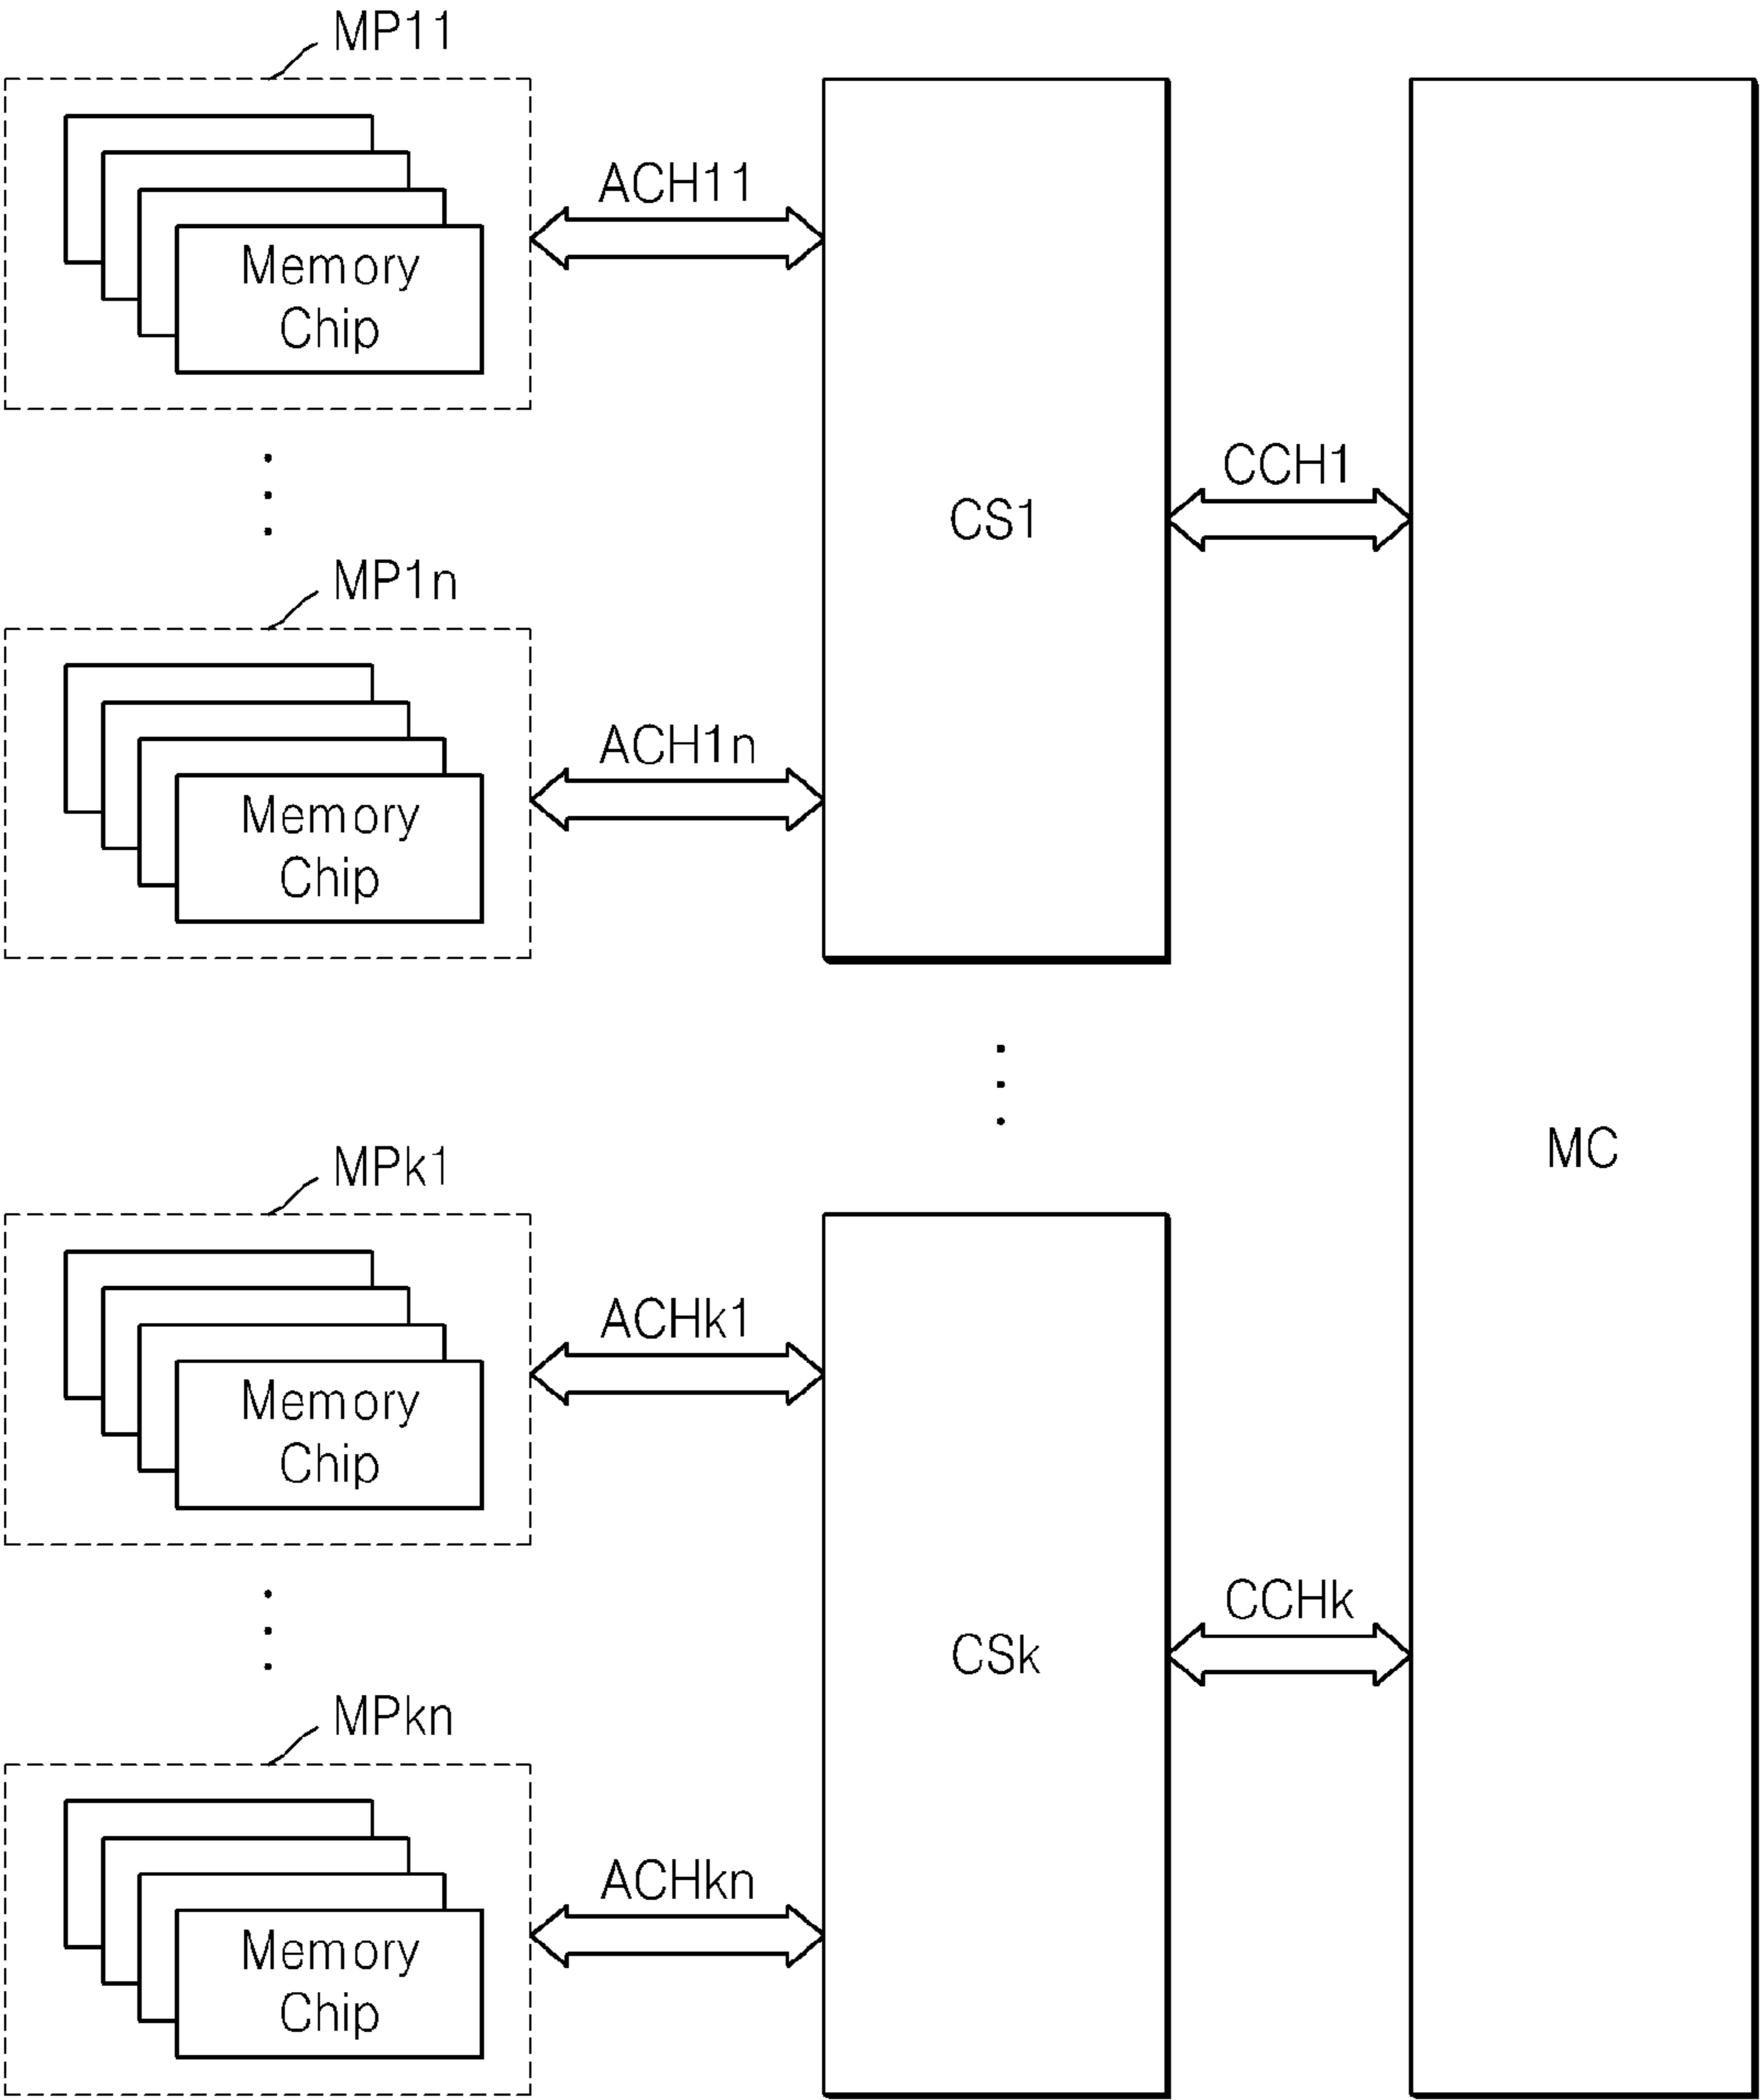 MP11
ACH11
Memory
Chip
CCH1
CS1
MP1n
ACH1n
Memory
Chip
MC
MPk1
ACHk1
Memory
Chip
CCHk
CSk
MPkn
ACHkn
Memory
Chip